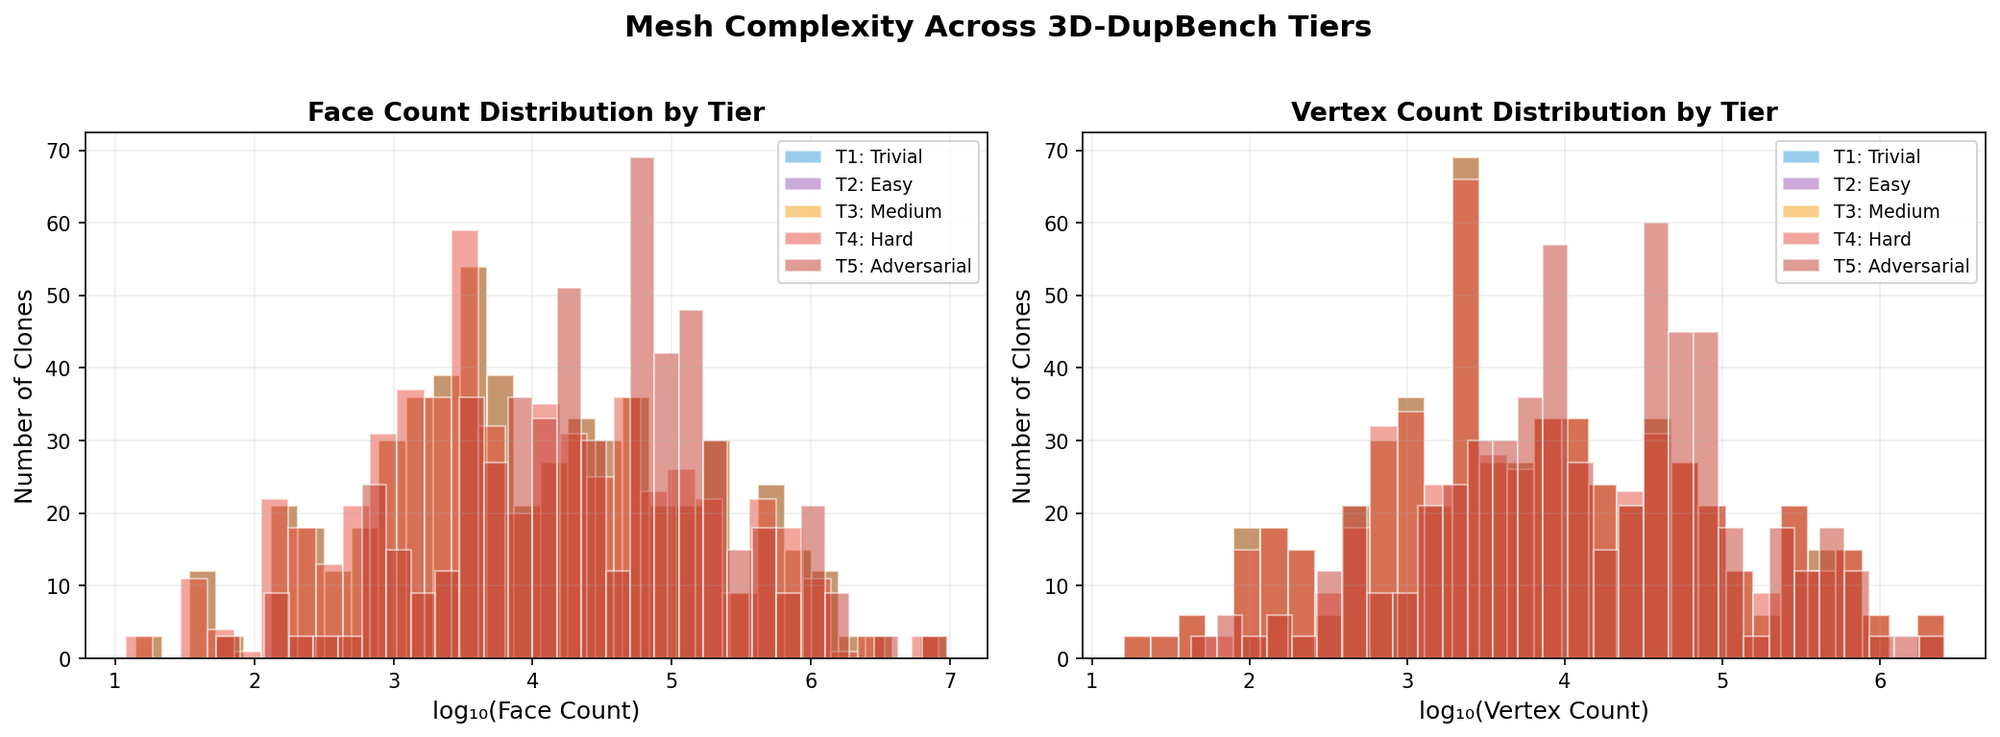 Mesh Complexity Across 3D-DupBench Tiers
Face Count Distribution by Tier
Number of Clones
70
60
50
40
30
20
10
0
1 2 3 4 5 6 7
log₁₀(Face Count)
T1: Trivial
T2: Easy
T3: Medium
T4: Hard
T5: Adversarial
Vertex Count Distribution by Tier
Number of Clones
70
60
50
40
30
20
10
0
1 2 3 4 5 6
log₁₀(Vertex Count)
T1: Trivial
T2: Easy
T3: Medium
T4: Hard
T5: Adversarial